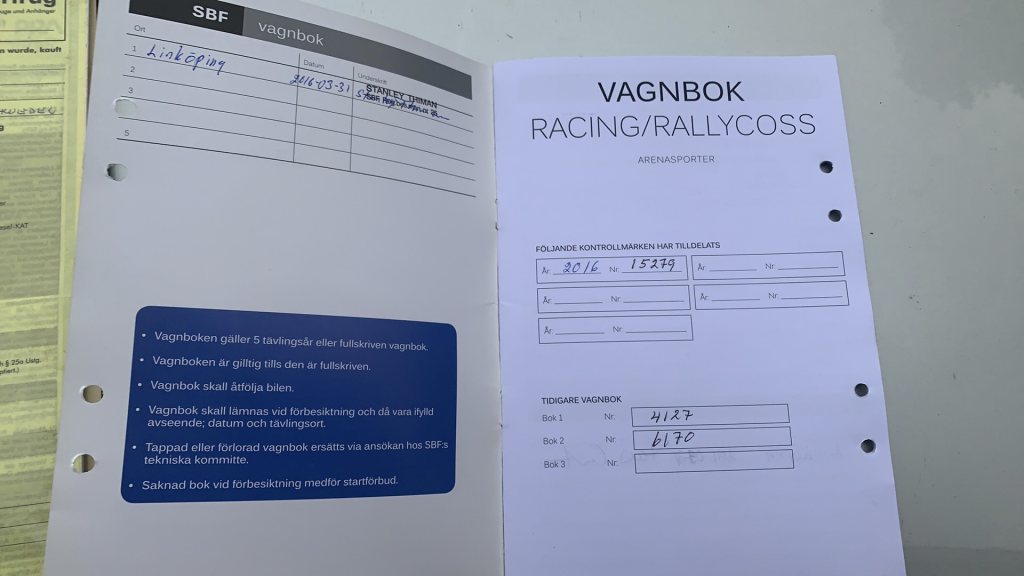 SBF vagnbok
Ort Datum Underskrift
1 Linköping 2016-03-31 STANLEY THIMAN
2
3
5
• Vagnboken gäller 5 tävlingsår eller fullskriven vagnbok.
• Vagnboken är gilltig tills den är fullskriven.
• Vagnbok skall åtfölja bilen.
• Vagnbok skall lämnas vid förbesiktning och då vara ifylld
avseende; datum och tävlingsort.
• Tappad eller förlorad vagnbok ersätts via ansökan hos SBF:s
tekniska kommitte.
• Saknad bok vid förbesiktning medför startförbud.
VAGNBOK
RACING/RALLYCOSS
ARENASPORTER
FÖLJANDE KONTROLLMÄRKEN HAR TILLDELATS
År. 2016 Nr. 15279 År. Nr.
År. Nr. År. Nr.
År. Nr.
TIDIGARE VAGNBOK
Bok 1 Nr. 4127
Bok 2 Nr. 6170
Bok 3 Nr.